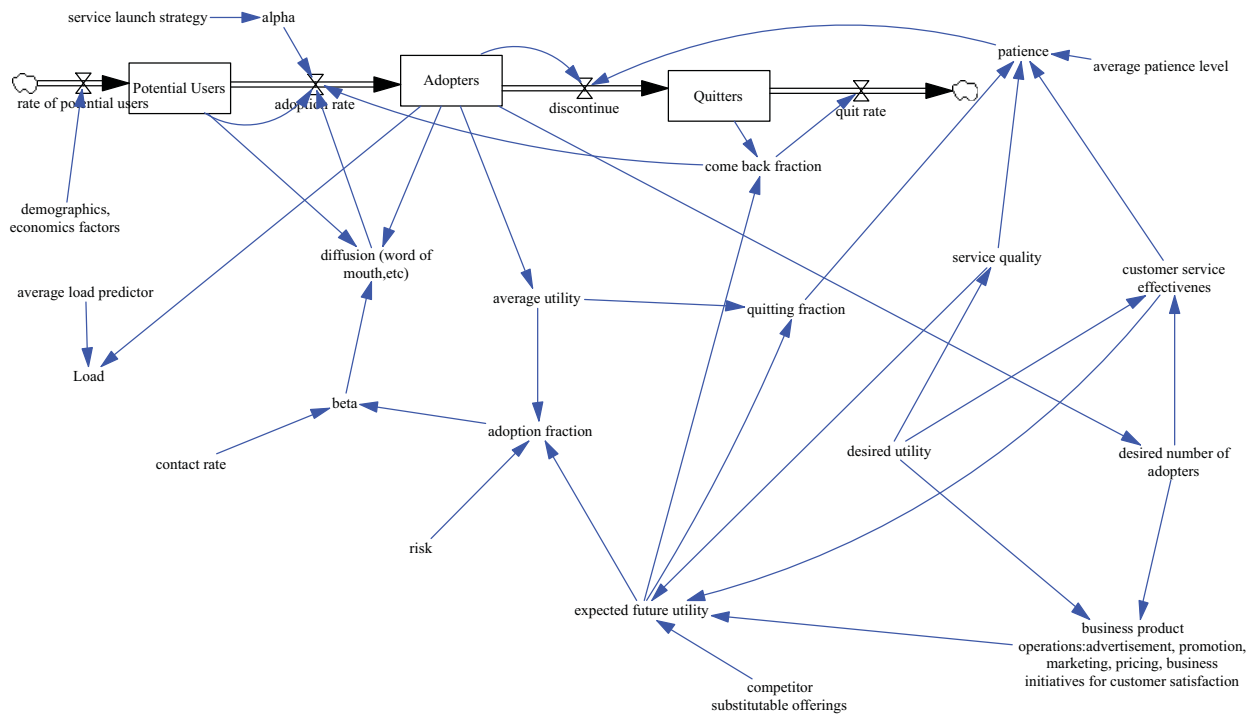 service launch strategy
alpha
patience
average patience level
Potential Users
Adopters
Quitters
rate of potential users
adoption rate
discontinue
quit rate
come back fraction
demographics,
economics factors
diffusion (word of
mouth,etc)
service quality
customer service
effectivenes
average load predictor
average utility
quitting fraction
Load
beta
adoption fraction
contact rate
desired utility
desired number of
adopters
risk
expected future utility
business product
operations:advertisement, promotion,
marketing, pricing, business
initiatives for customer satisfaction
competitor
substitutable offerings